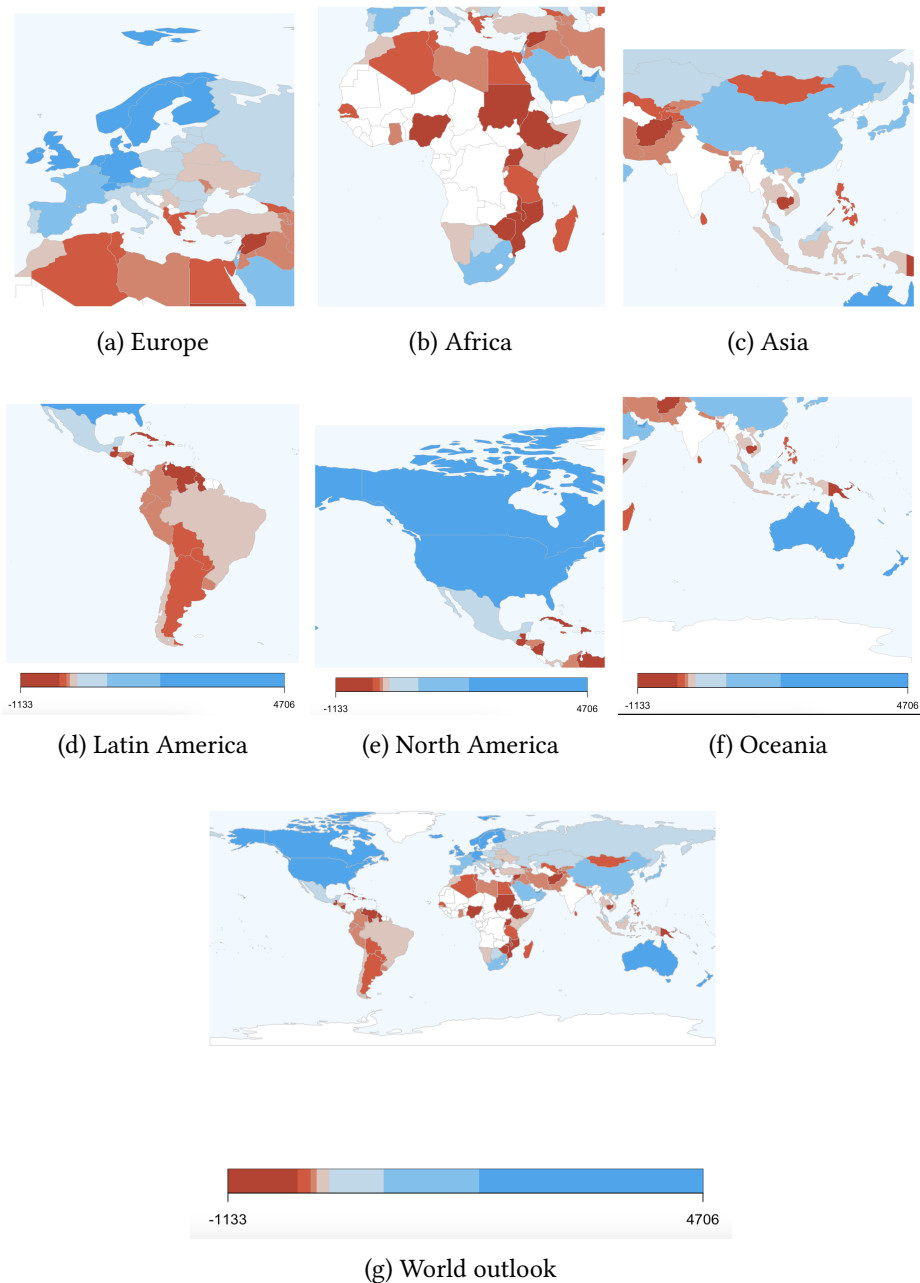 (a) Europe
(b) Africa
(c) Asia
-1133 4706
-1133 4706
-1133 4706
(d) Latin America
(e) North America
(f) Oceania
-1133 4706
(g) World outlook